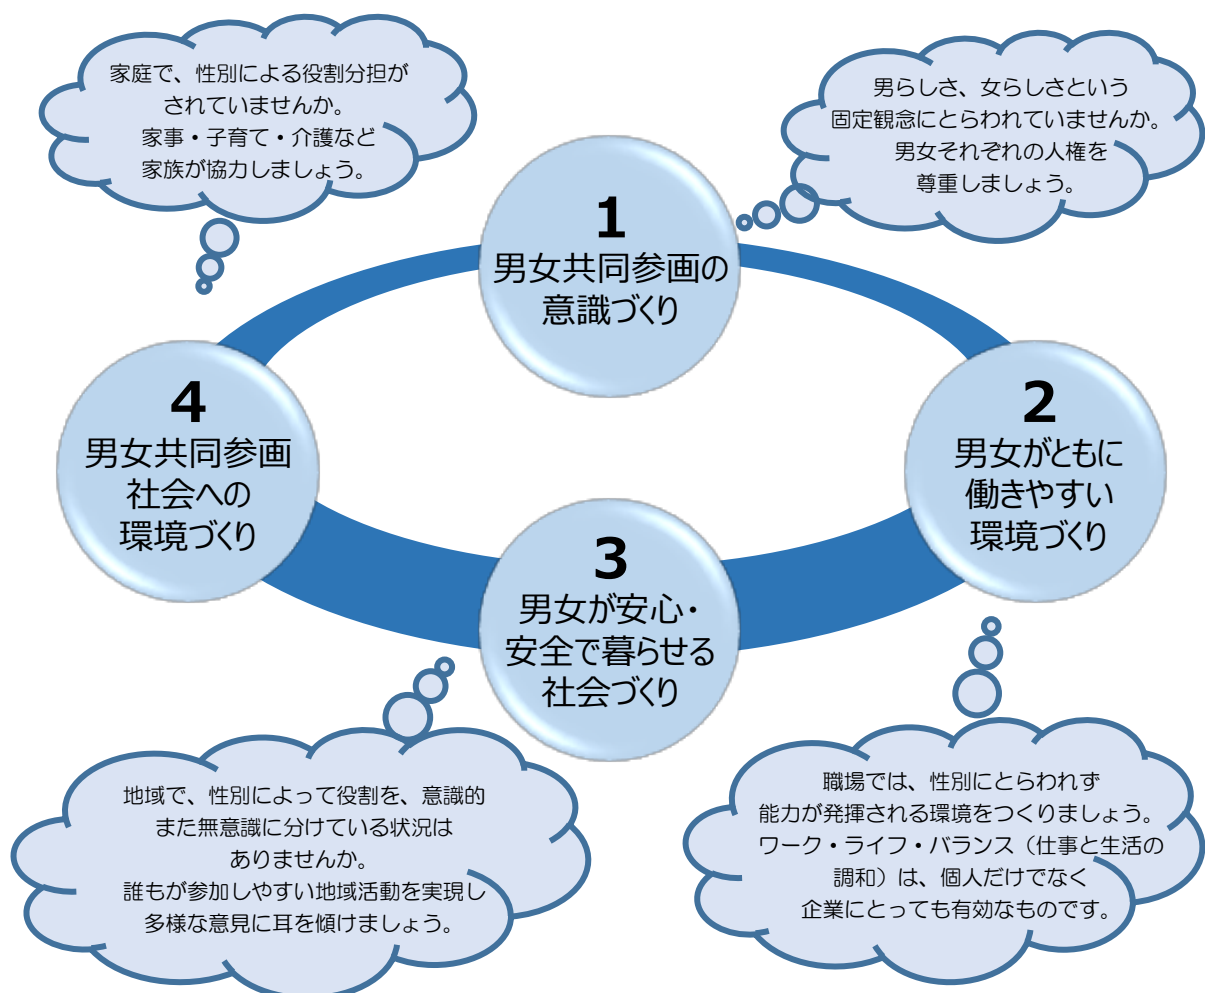 家庭で、性別による役割分担が
されていませんか。
家事・子育て・介護など
家族が協力しましょう。
男らしさ、女らしさという
固定観念にとらわれていませんか。
男女それぞれの人権を
尊重しましょう。
1
男女共同参画の
意識づくり
2
男女がともに
働きやすい
環境づくり
4
男女共同参画
社会への
環境づくり
3
男女が安心・
安全で暮らせる
社会づくり
地域で、性別によって役割を、意識的
また無意識に分けている状況は
ありませんか。
誰もが参加しやすい地域活動を実現し
多様な意見に耳を傾けましょう。
職場では、性別にとらわれず
能力が発揮される環境をつくりましょう。
ワーク・ライフ・バランス（仕事と生活の
調和）は、個人だけでなく
企業にとっても有効なものです。